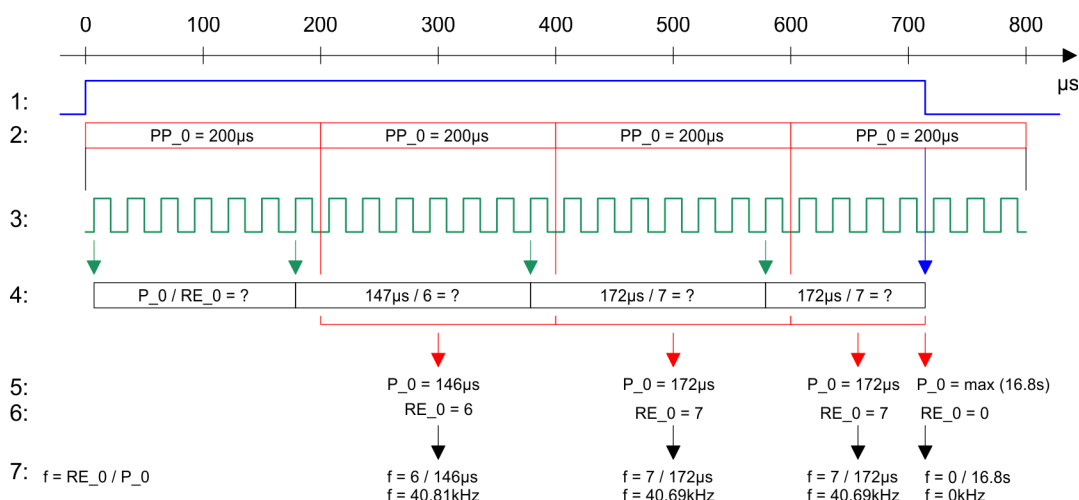 0 100 200 300 400 500 600 700 800
µs
1:
2: PP_0 = 200µs PP_0 = 200µs PP_0 = 200µs PP_0 = 200µs
3:
4: P_0 / RE_0 = ? 147µs / 6 = ? 172µs / 7 = ? 172µs / 7 = ?
5: P_0 = 146µs P_0 = 172µs P_0 = 172µs P_0 = max (16.8s)
6: RE_0 = 6 RE_0 = 7 RE_0 = 7 RE_0 = 0
7: f = RE_0 / P_0 f = 6 / 146µs f = 7 / 172µs f = 7 / 172µs f = 0 / 16.8s
f = 40.81kHz f = 40.69kHz f = 40.69kHz f = 0kHz